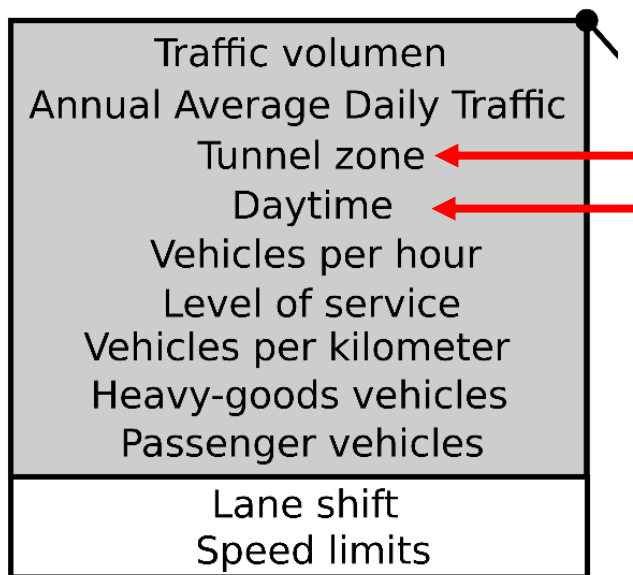 Traffic volumen
Annual Average Daily Traffic
Tunnel zone
Daytime
Vehicles per hour
Level of service
Vehicles per kilometer
Heavy-goods vehicles
Passenger vehicles
Lane shift
Speed limits